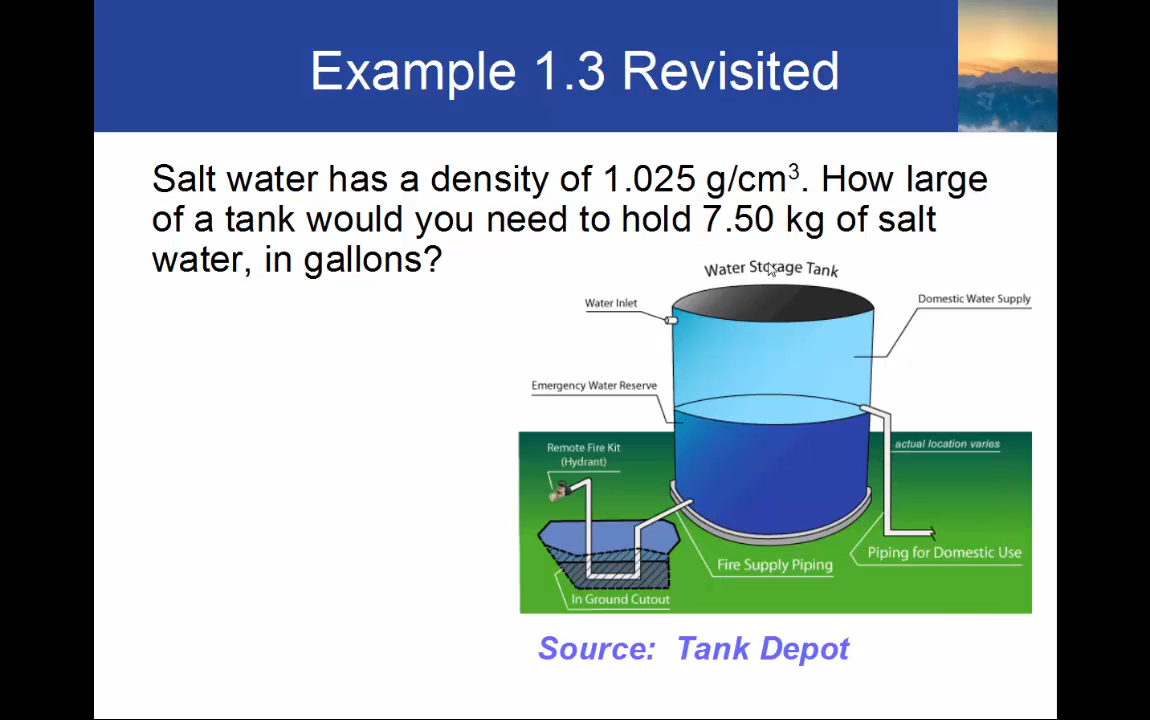 Example 1.3 Revisited
Salt water has a density of 1.025 g/cm³. How large
of a tank would you need to hold 7.50 kg of salt
water, in gallons?
Water Storage Tank
Water Inlet
Domestic Water Supply
Emergency Water Reserve
Remote Fire Kit
(Hydrant)
actual location varies
Piping for Domestic Use
Fire Supply Piping
In Ground Cutout
Source: Tank Depot